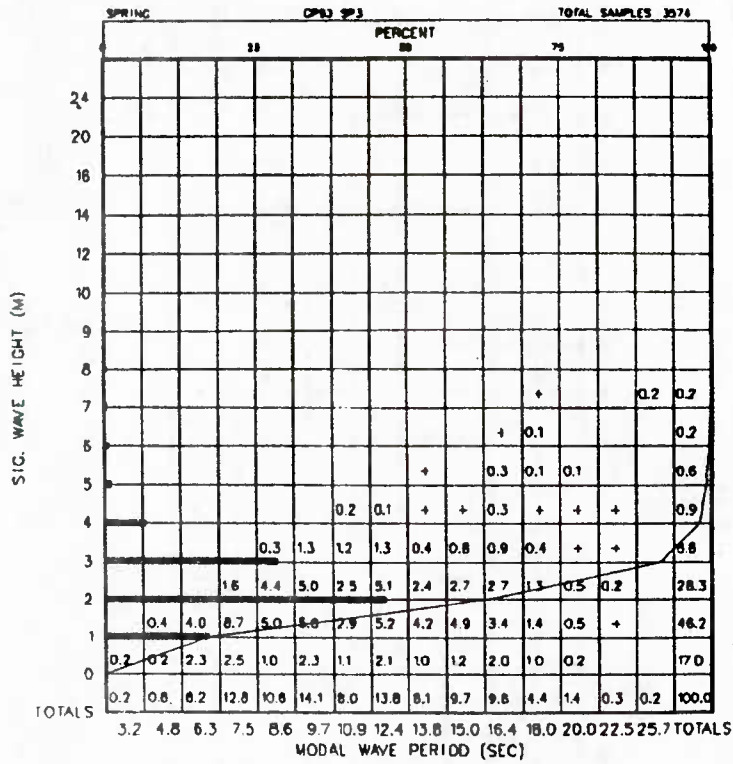 SPRING TOTAL SAMPLES 3574
PERCENT
0 25 50 75 100
24
20
16
14
12
10
9
8
+ 0.2 0.2
7
+ 0.1 0.2
6
+ 0.3 0.1 0.1 0.6
5
0.2 0.1 + + 0.3 + + + 0.9
4
0.3 1.3 1.2 1.3 0.4 0.8 0.9 0.4 + +
3
1.6 4.4 5.0 2.5 5.1 2.4 2.7 2.7 1.3 0.5 0.2 28.3
2
0.4 4.0 8.7 5.0 2.9 5.2 4.2 4.9 3.4 1.4 0.5 + 46.2
1
0.2 0.2 2.3 2.5 1.0 2.3 1.1 2.1 1.0 1.2 2.0 1.0 0.2 17.0
0
0.2 0.6 6.2 12.8 10.6 14.1 8.0 13.8 8.1 9.7 9.6 4.4 1.4 0.3 0.2 100.0
TOTALS
3.2 4.8 6.3 7.5 8.6 9.7 10.9 12.4 13.8 15.0 16.4 18.0 20.0 22.5 25.7 TOTALS
MODAL WAVE PERIOD (SEC)
SIG. WAVE HEIGHT (M)